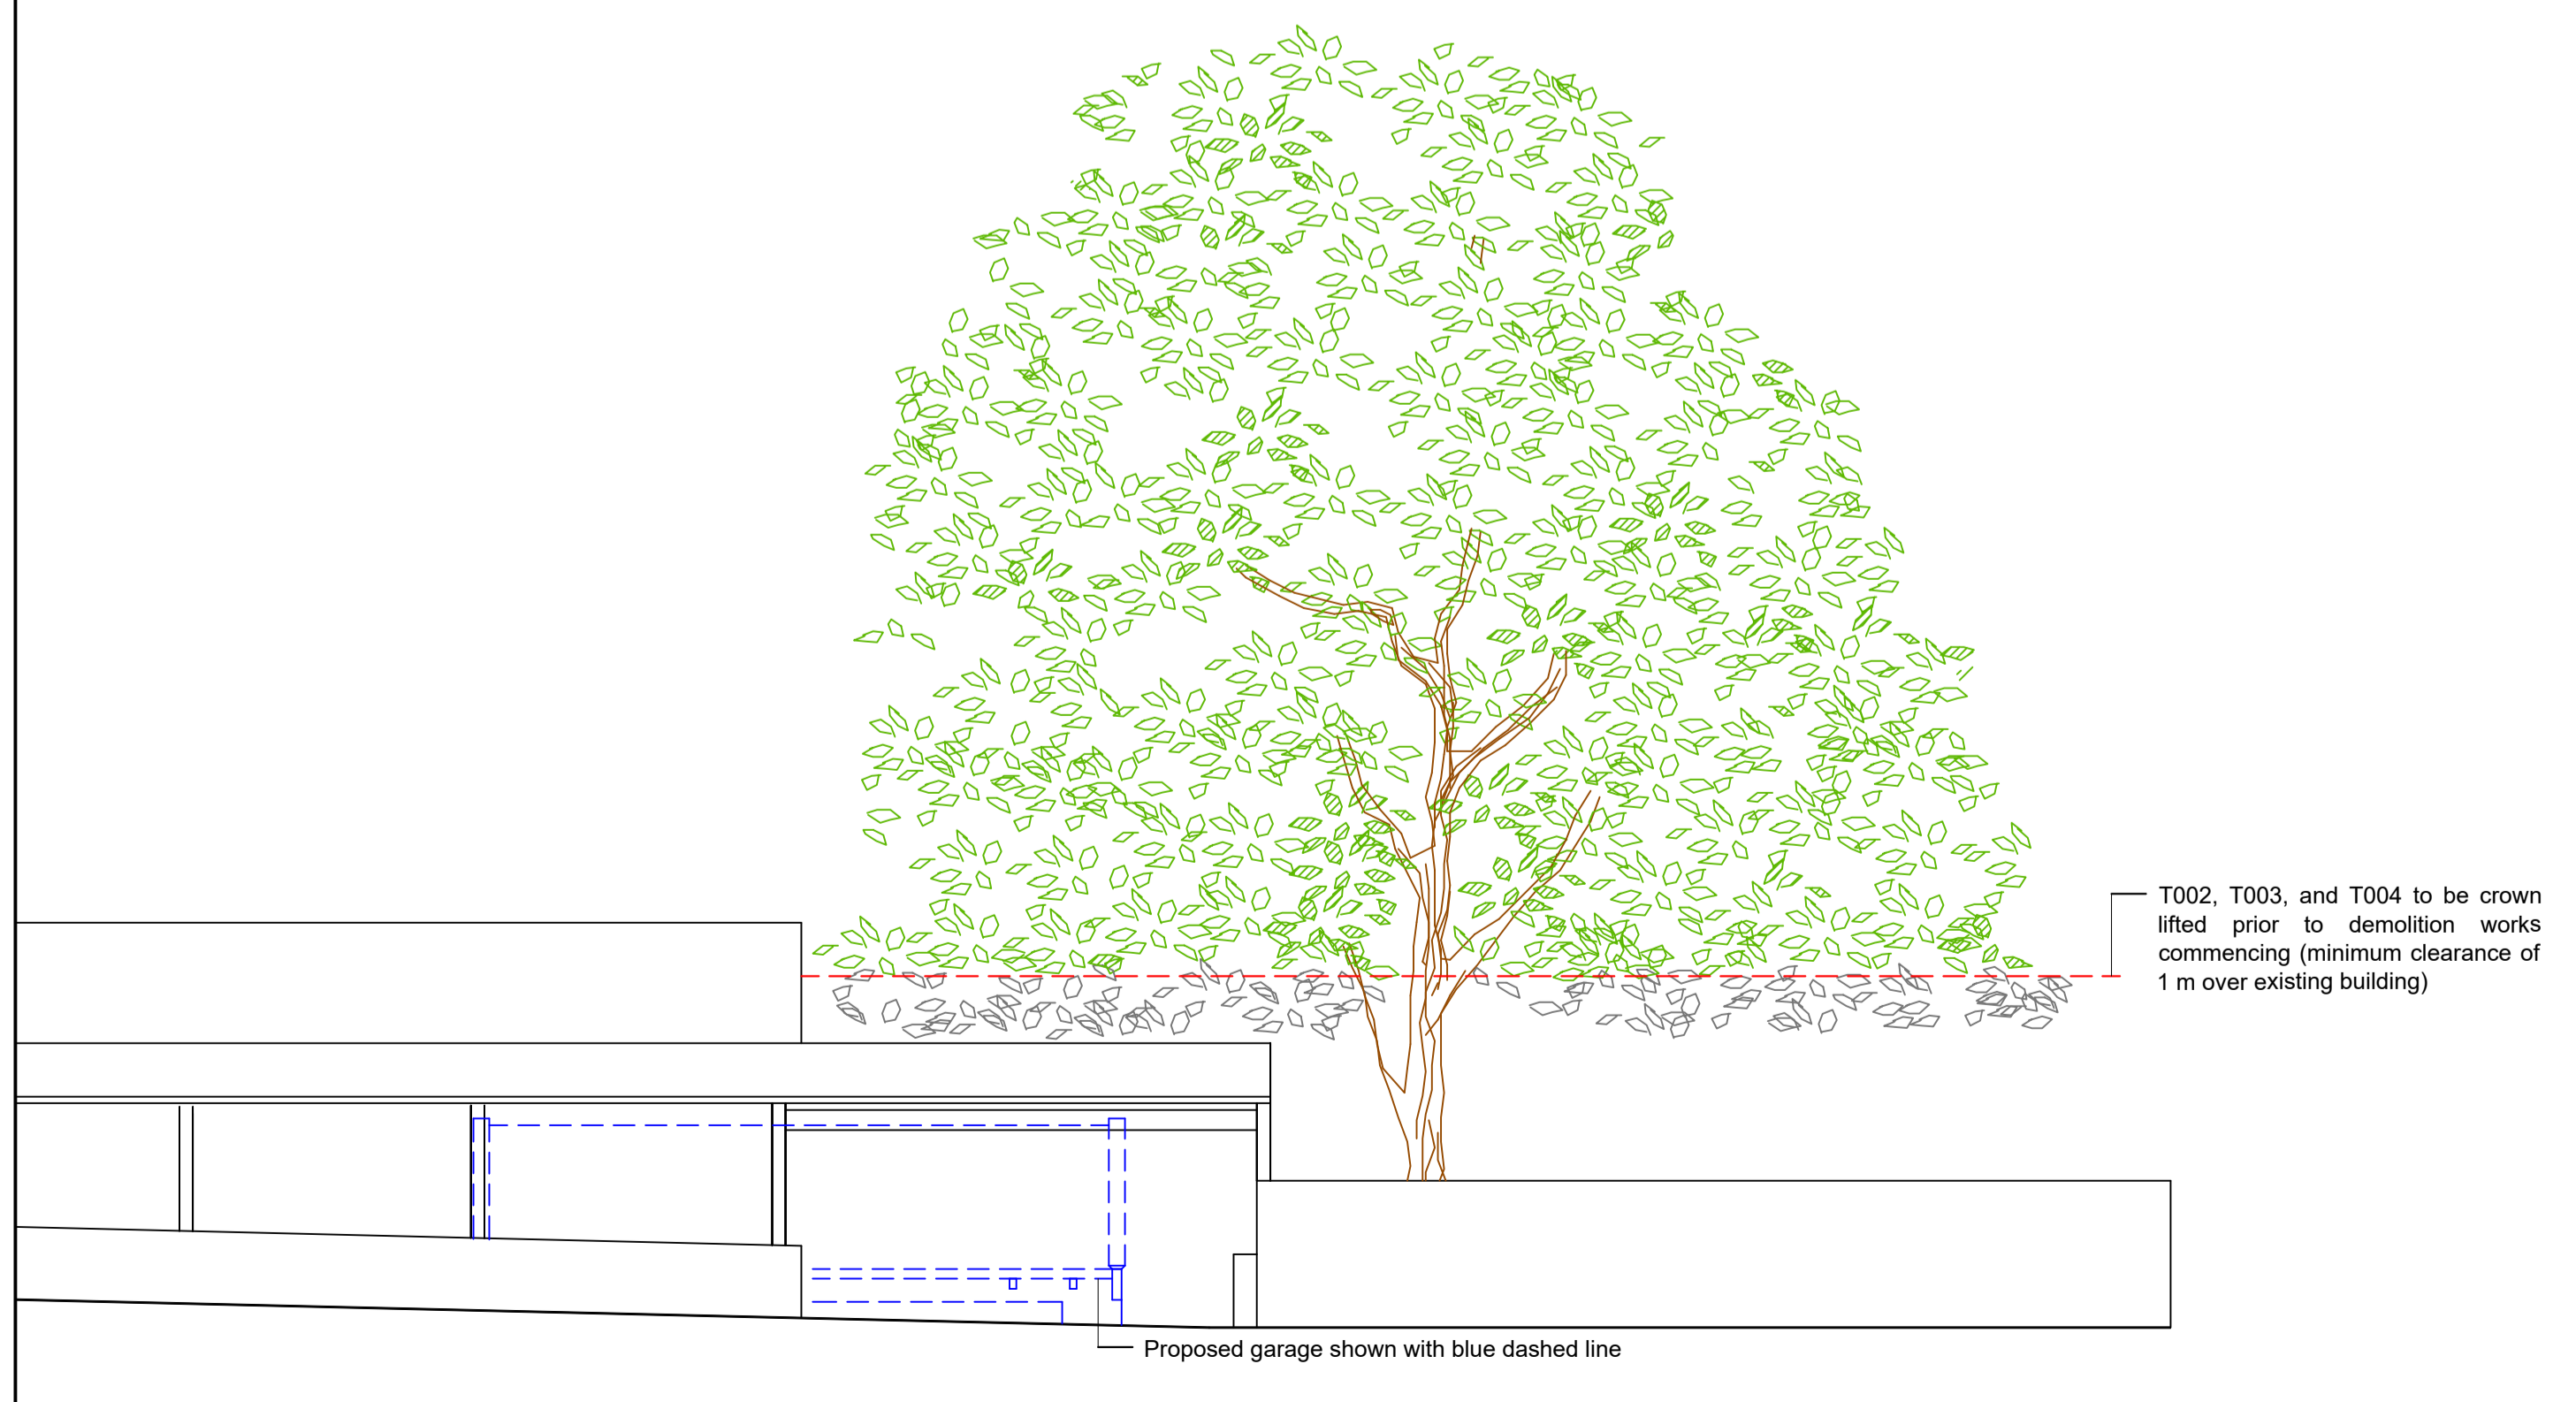 T002, T003, and T004 to be crown
lifted prior to demolition works
commencing (minimum clearance of
1 m over existing building)
Proposed garage shown with blue dashed line